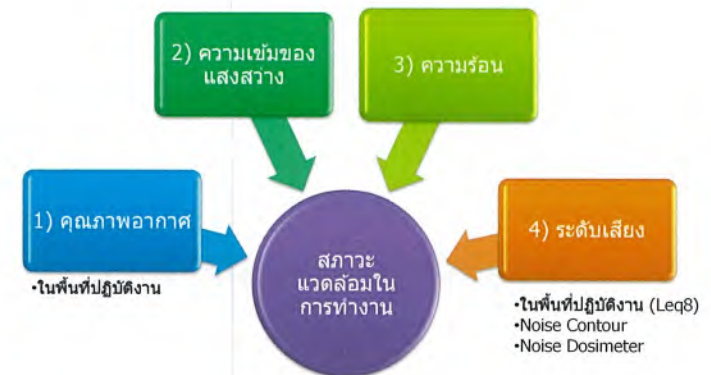 2) ความเข้มของ
แสงสว่าง
3) ความร้อน
1) คุณภาพอากาศ
•ในพื้นที่ปฏิบัติงาน
สภาวะ
แวดล้อมใน
การทำงาน
4) ระดับเสียง
•ในพื้นที่ปฏิบัติงาน (Leq8)
•Noise Contour
•Noise Dosimeter